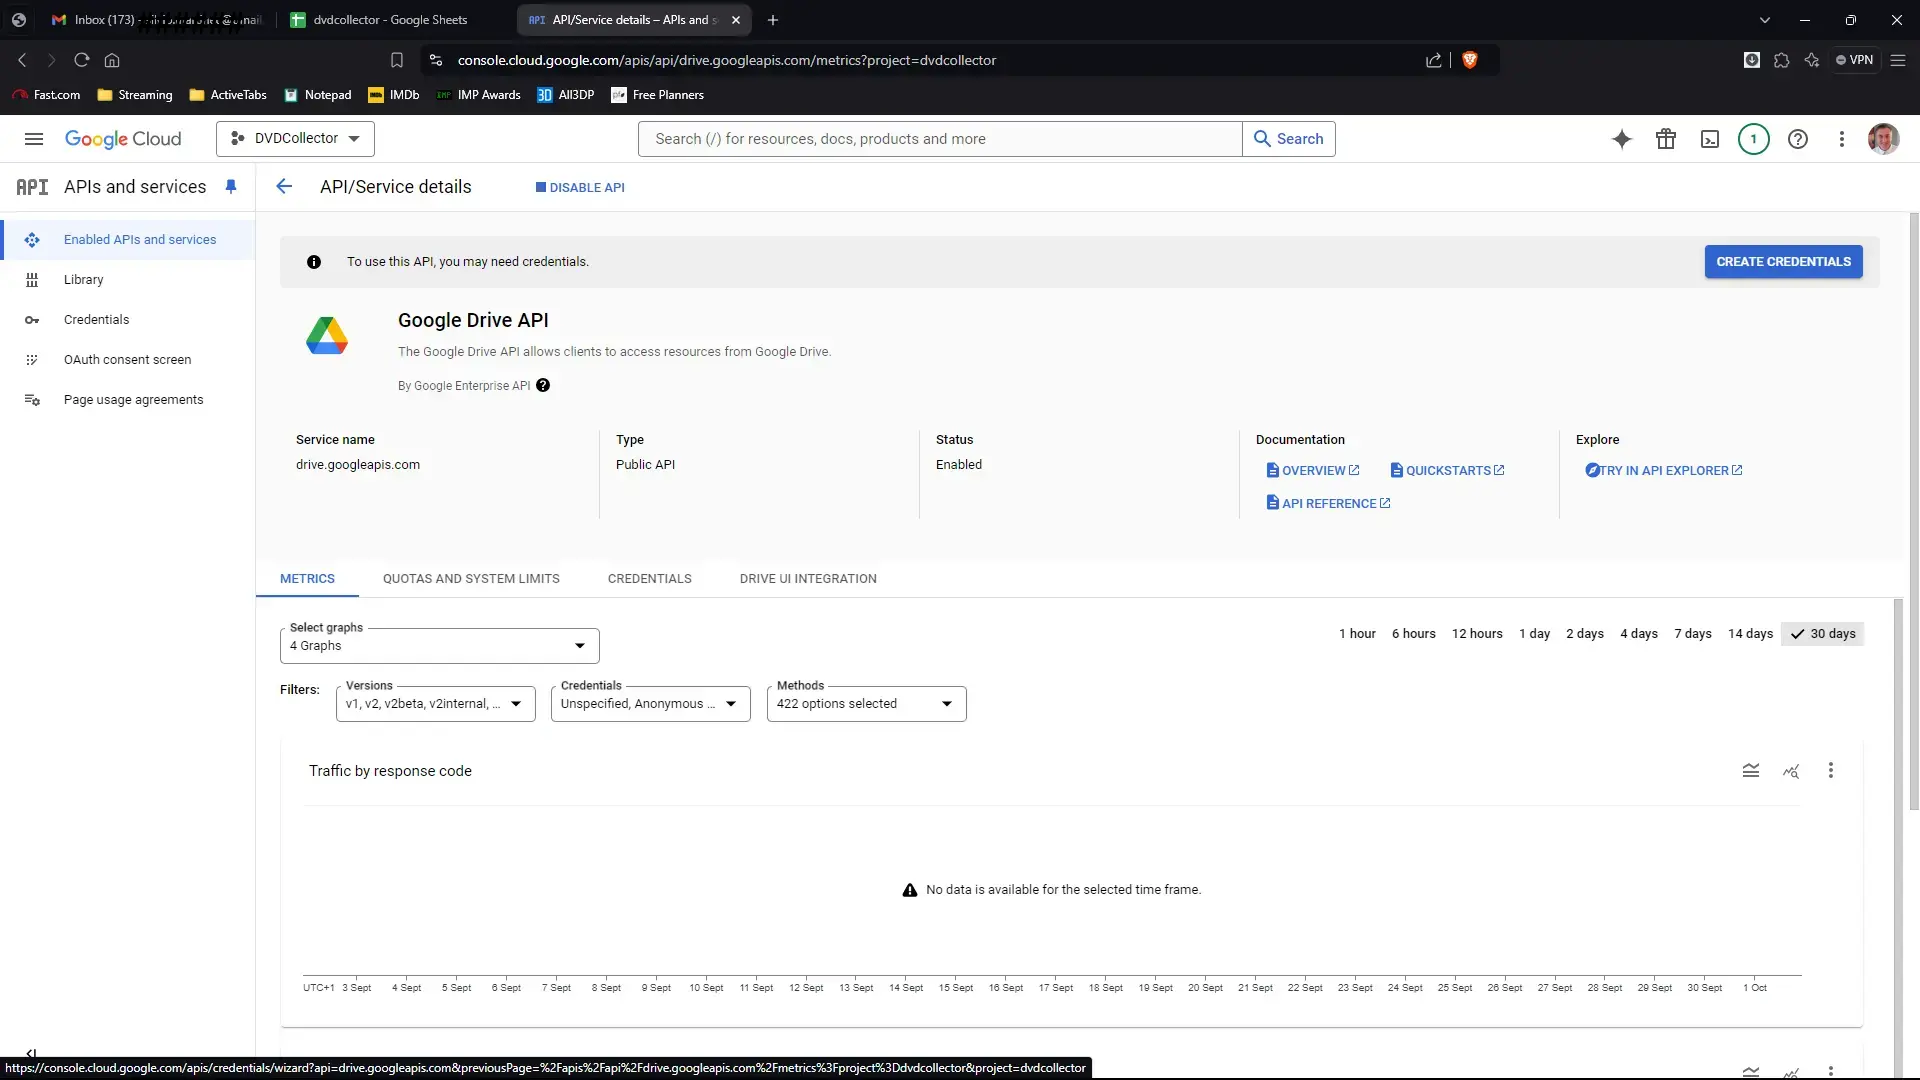 Inbox (173) -
dvdcollector - Google Sheets
API API/Service details – APIs and s
console.cloud.google.com/apis/api/drive.googleapis.com/metrics?project=dvdcollector
VPN
Fast.com Streaming ActiveTabs Notepad IMDb IMP Awards 3D All3DP Free Planners
Google Cloud DVDCollector Search (/) for resources, docs, products and more Search 1
API APIs and services
API/Service details DISABLE API
Enabled APIs and services
Library
Credentials
OAuth consent screen
Page usage agreements
To use this API, you may need credentials. CREATE CREDENTIALS
Google Drive API
The Google Drive API allows clients to access resources from Google Drive.
By Google Enterprise API
Service name Type Status Documentation Explore
drive.googleapis.com Public API Enabled
OVERVIEW QUICKSTARTS TRY IN API EXPLORER
API REFERENCE
METRICS QUOTAS AND SYSTEM LIMITS CREDENTIALS DRIVE UI INTEGRATION
Select graphs
4 Graphs
1 hour 6 hours 12 hours 1 day 2 days 4 days 7 days 14 days 30 days
Filters:
Versions Credentials Methods
v1, v2, v2beta, v2internal, ... Unspecified, Anonymous ... 422 options selected
Traffic by response code
No data is available for the selected time frame.
UTC+1 3 Sept 4 Sept 5 Sept 6 Sept 7 Sept 8 Sept 9 Sept 10 Sept 11 Sept 12 Sept 13 Sept 14 Sept 15 Sept 16 Sept 17 Sept 18 Sept 19 Sept 20 Sept 21 Sept 22 Sept 23 Sept 24 Sept 25 Sept 26 Sept 27 Sept 28 Sept 29 Sept 30 Sept 1 Oct
https://console.cloud.google.com/apis/credentials/wizard?api=drive.googleapis.com&previousPage=%2Fapis%2Fapi%2Fdrive.googleapis.com%2Fmetrics%3Fproject%3Ddvdcollector&project=dvdcollector